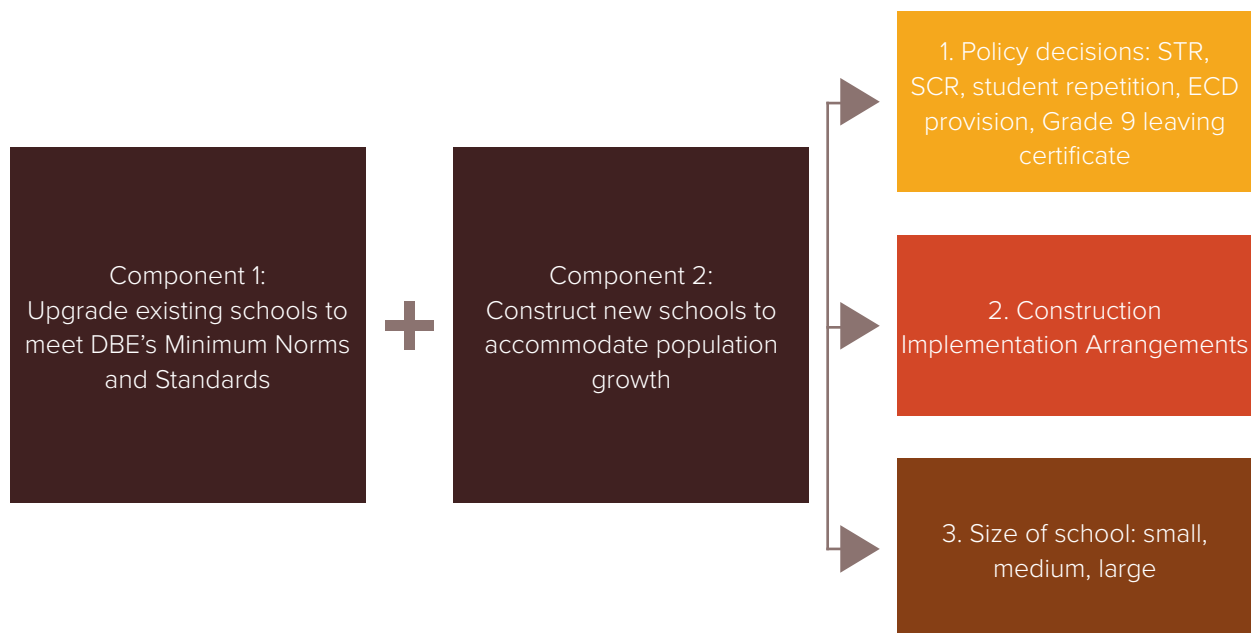 Component 1:
Upgrade existing schools to
meet DBE’s Minimum Norms
and Standards
Component 2:
Construct new schools to
accommodate population
growth
1. Policy decisions: STR,
SCR, student repetition, ECD
provision, Grade 9 leaving
certificate
2. Construction
Implementation Arrangements
3. Size of school: small,
medium, large